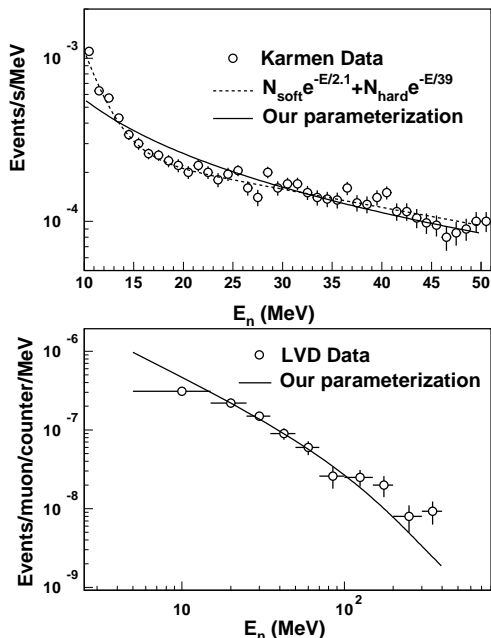 Events/s/MeV
10⁻³
10⁻⁴
Karmen Data
N_soft e^-E/2.1 + N_hard e^-E/39
Our parameterization
10 15 20 25 30 35 40 45 50
E_n (MeV)
Events/muon/counter/MeV
10⁻⁶
10⁻⁷
10⁻⁸
10⁻⁹
LVD Data
Our parameterization
10 10²
E_n (MeV)